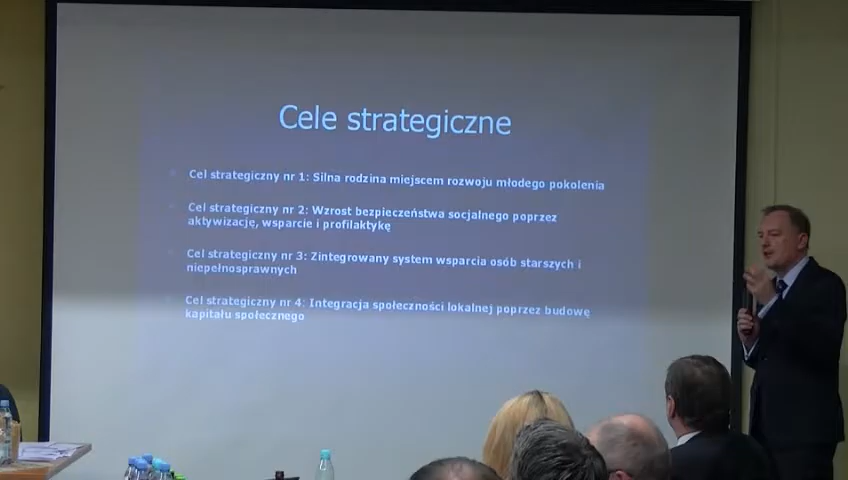 Cele strategiczne
Cel strategiczny nr 1: Silna rodzina miejscem rozwoju młodego pokolenia
Cel strategiczny nr 2: Wzrost bezpieczeństwa socjalnego poprzez
aktywizację, wsparcie i profilaktykę
Cel strategiczny nr 3: Zintegrowany system wsparcia osób starszych i
niepełnosprawnych
Cel strategiczny nr 4: Integracja społeczności lokalnej poprzez budowę
kapitału społecznego